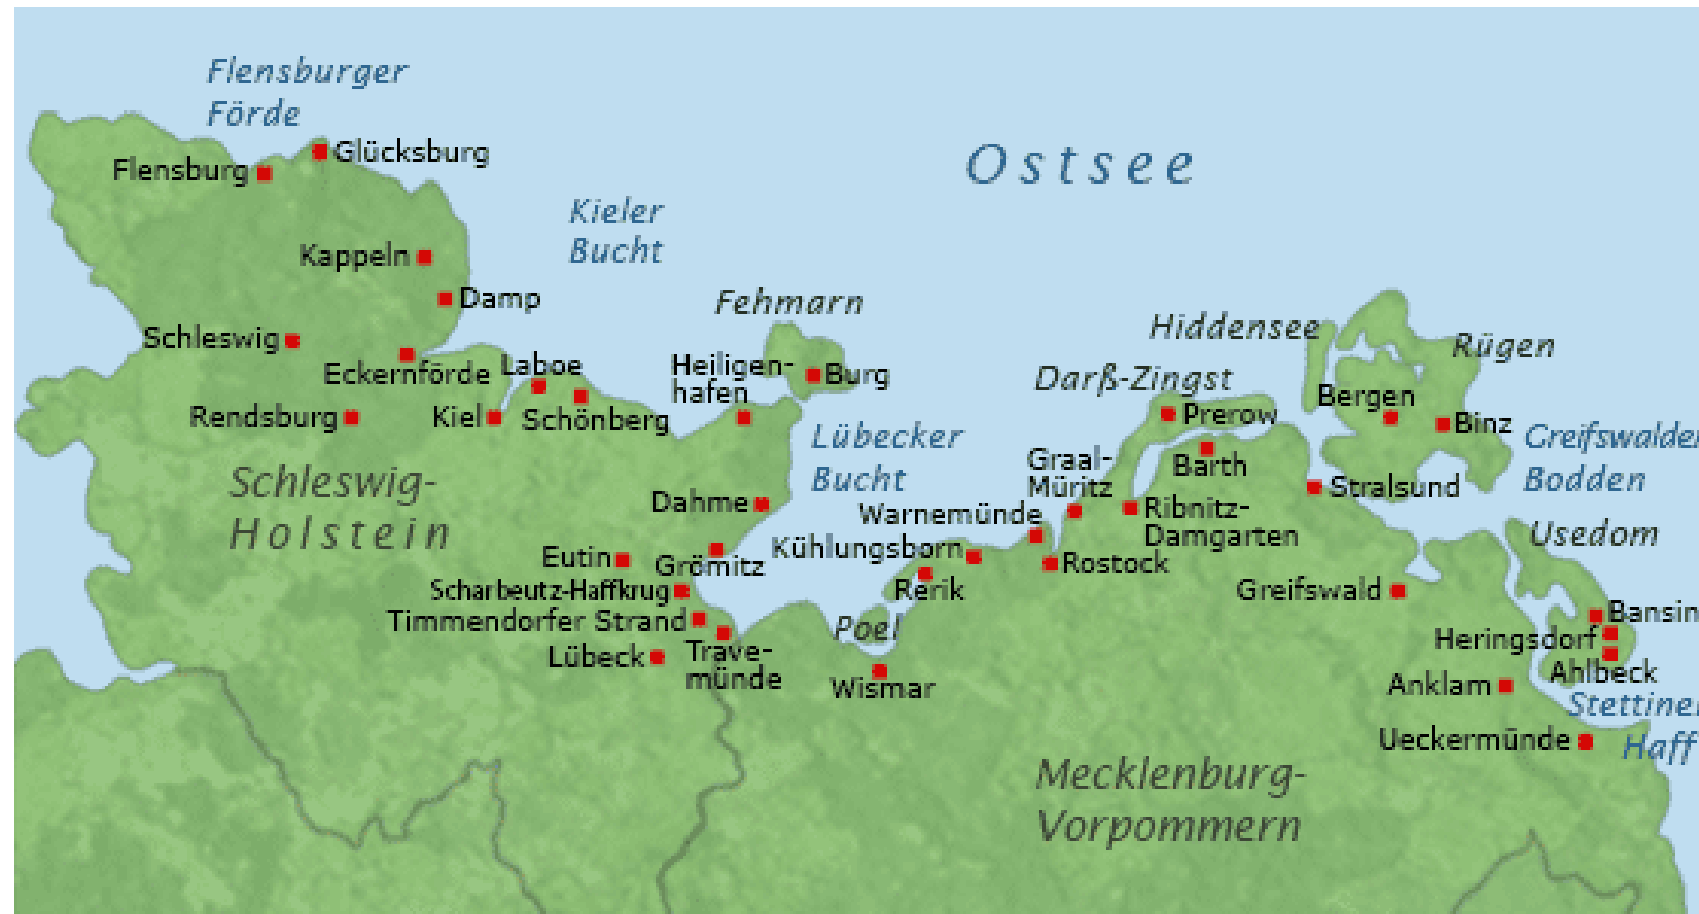 Flensburger
Förde
Glücksburg
Flensburg
Ostsee
Kieler
Bucht
Kappeln
Damp
Fehmarn
Hiddensee
Schleswig
Rügen
Eckernförde
Laboe
Heiligen-
hafen
Burg
Darß-Zingst
Bergen
Rendsburg
Kiel
Schönberg
Prerow
Binz
Lübecker
Bucht
Greifswalder
Bodden
Graal-
Müritz
Barth
Schleswig-
Holstein
Stralsund
Dahme
Warnemünde
Ribnitz-
Damgarten
Usedom
Eutin
Grömitz
Kühlungsborn
Rostock
Scharbeutz-Haffkrug
Rerik
Greifswald
Timmendorfer Strand
Poel
Bansin
Heringsdorf
Lübeck
Trave-
münde
Wismar
Ahlbeck
Anklam
Stettiner
Haff
Ueckermünde
Mecklenburg-
Vorpommern